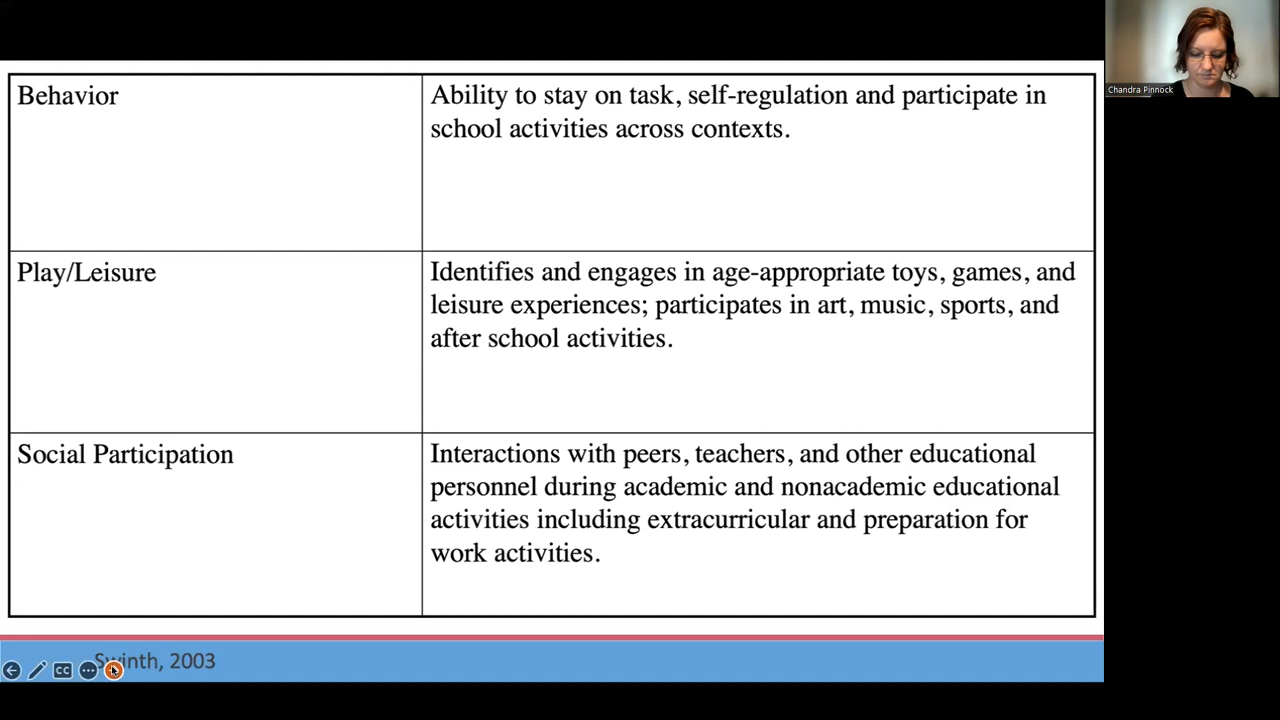 Behavior
Ability to stay on task, self-regulation and participate in
school activities across contexts.
Play/Leisure
Identifies and engages in age-appropriate toys, games, and
leisure experiences; participates in art, music, sports, and
after school activities.
Social Participation
Interactions with peers, teachers, and other educational
personnel during academic and nonacademic educational
activities including extracurricular and preparation for
work activities.
Swinth, 2003
CC
Chandra Pinnock